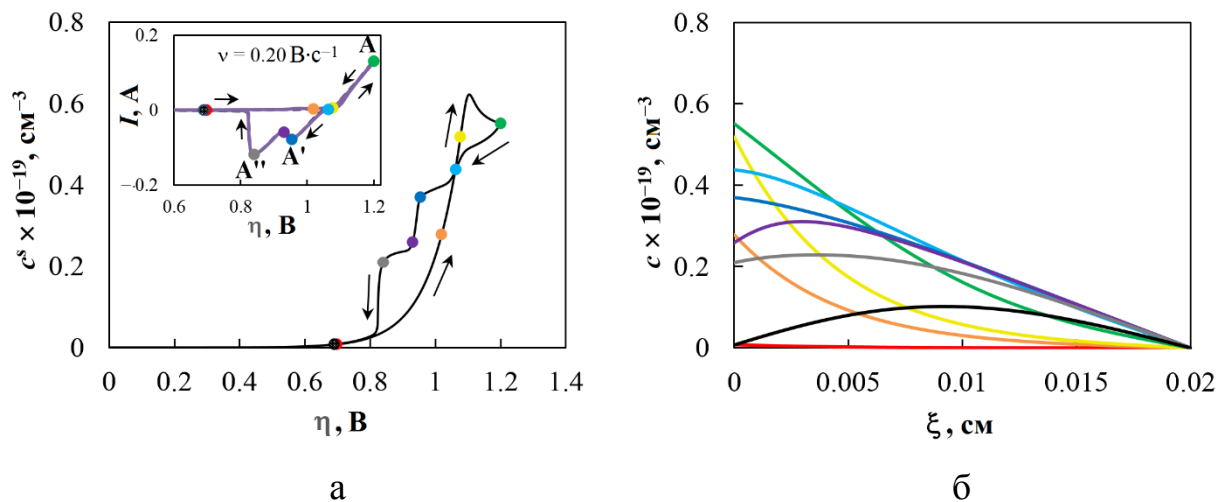 0.8
0.6
0.4
0.2
0
cˢ × 10⁻¹⁹, см⁻³
0 0.2 0.4 0.6 0.8 1 1.2 1.4
η, В
0.2
0
−0.2
I, А
ν = 0.20 В·с⁻¹
A
A'
A''
0.6 0.8 1 1.2
η, В
а
0.8
0.6
0.4
0.2
0
c × 10⁻¹⁹, см⁻³
0 0.005 0.01 0.015 0.02
ξ, см
б